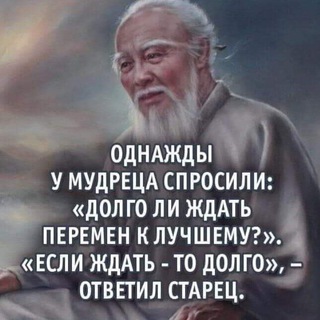 ОДНАЖДЫ
У МУДРЕЦА СПРОСИЛИ:
«ДОЛГО ЛИ ЖДАТЬ
ПЕРЕМЕН К ЛУЧШЕМУ?».
«ЕСЛИ ЖДАТЬ - ТО ДОЛГО», –
ОТВЕТИЛ СТАРЕЦ.